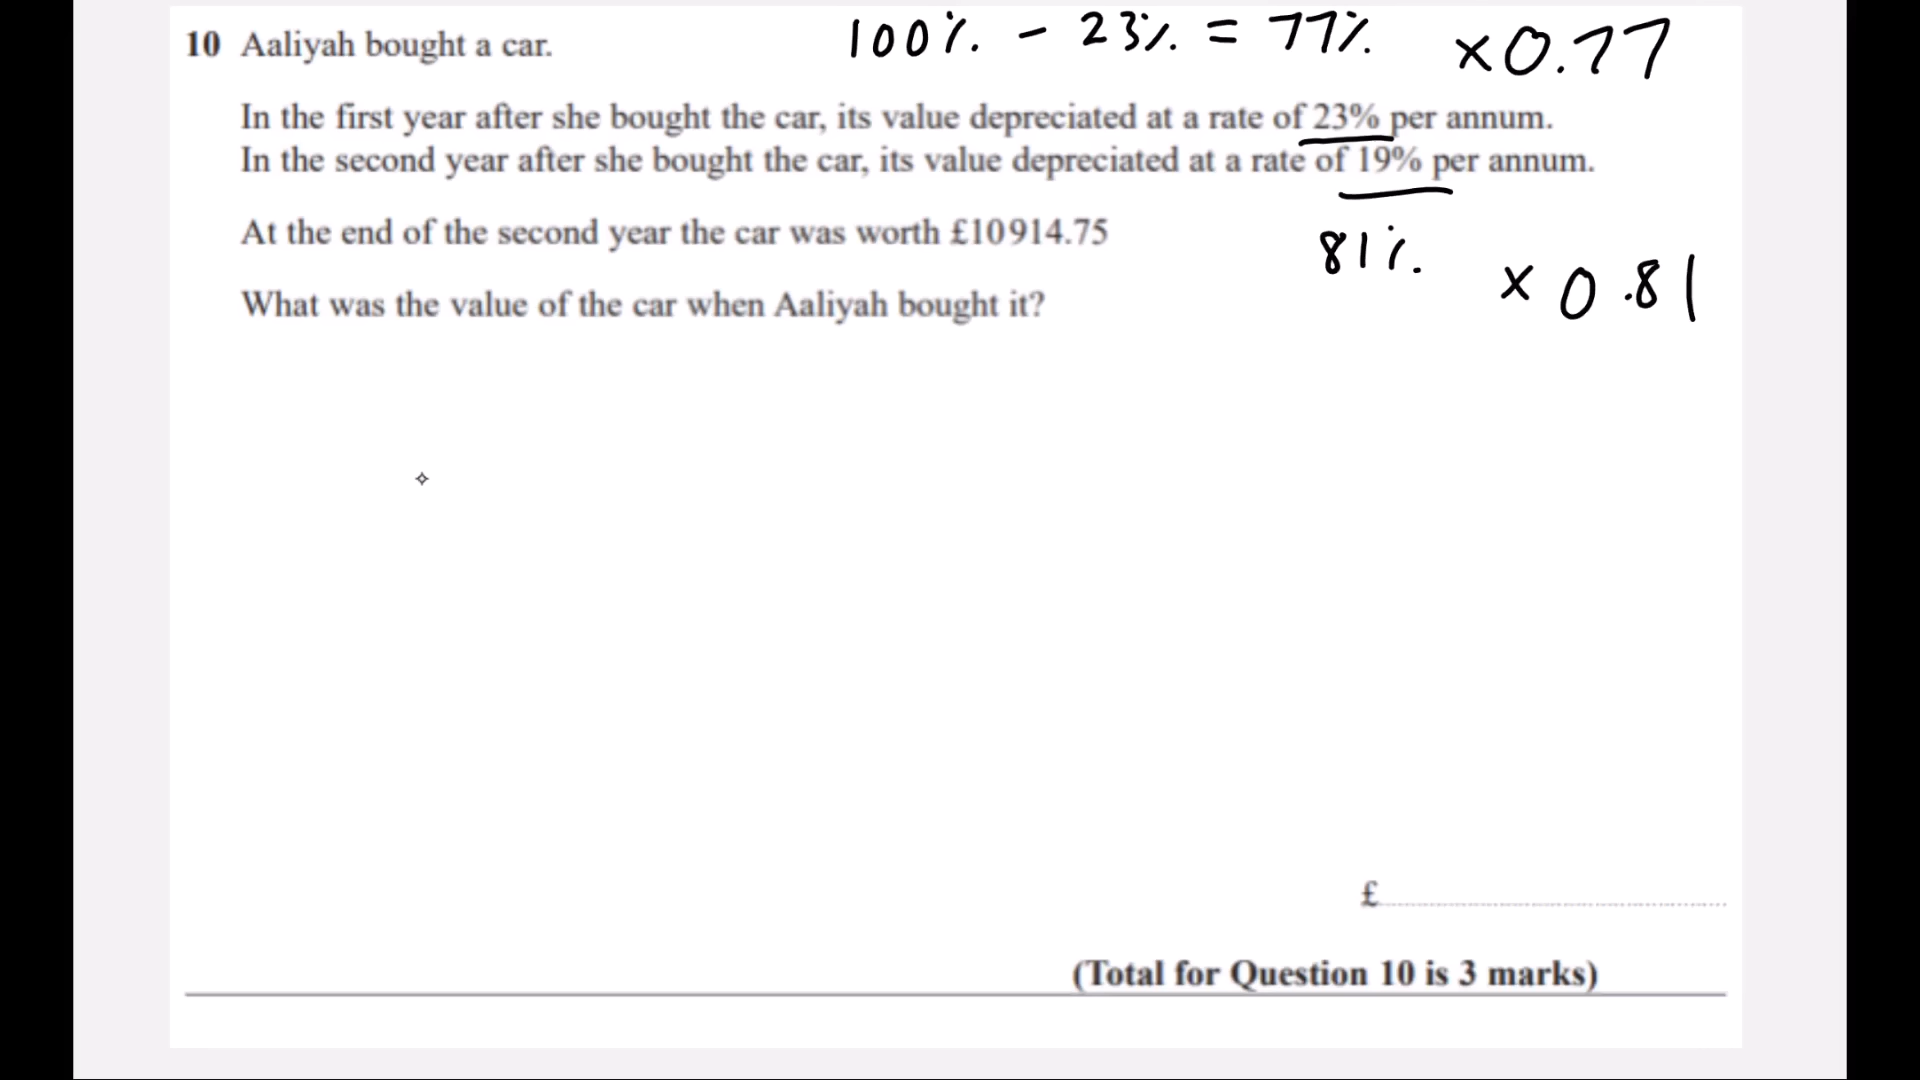 100% - 23% = 77% ×0.77
10 Aaliyah bought a car.
In the first year after she bought the car, its value depreciated at a rate of 23% per annum.
In the second year after she bought the car, its value depreciated at a rate of 19% per annum.
At the end of the second year the car was worth £10914.75
81% × 0.81
What was the value of the car when Aaliyah bought it?
£
(Total for Question 10 is 3 marks)